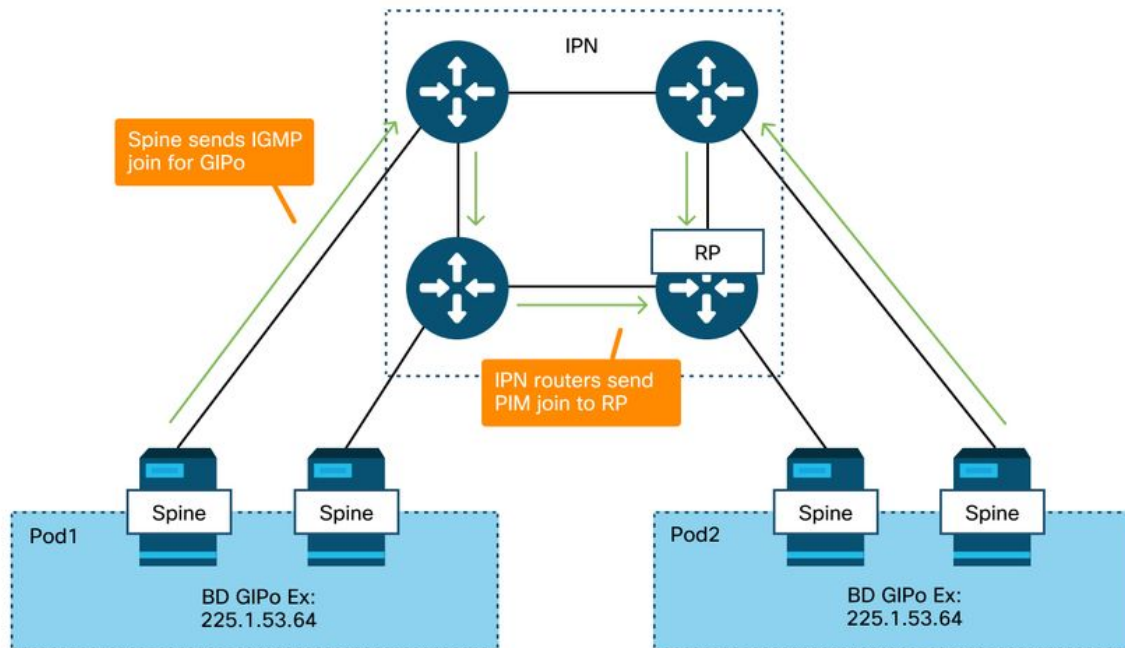 IPN
Spine sends IGMP
join for GIPo
RP
IPN routers send
PIM join to RP
Spine
Spine
Spine
Spine
Pod1
Pod2
BD GIPo Ex:
225.1.53.64
BD GIPo Ex:
225.1.53.64